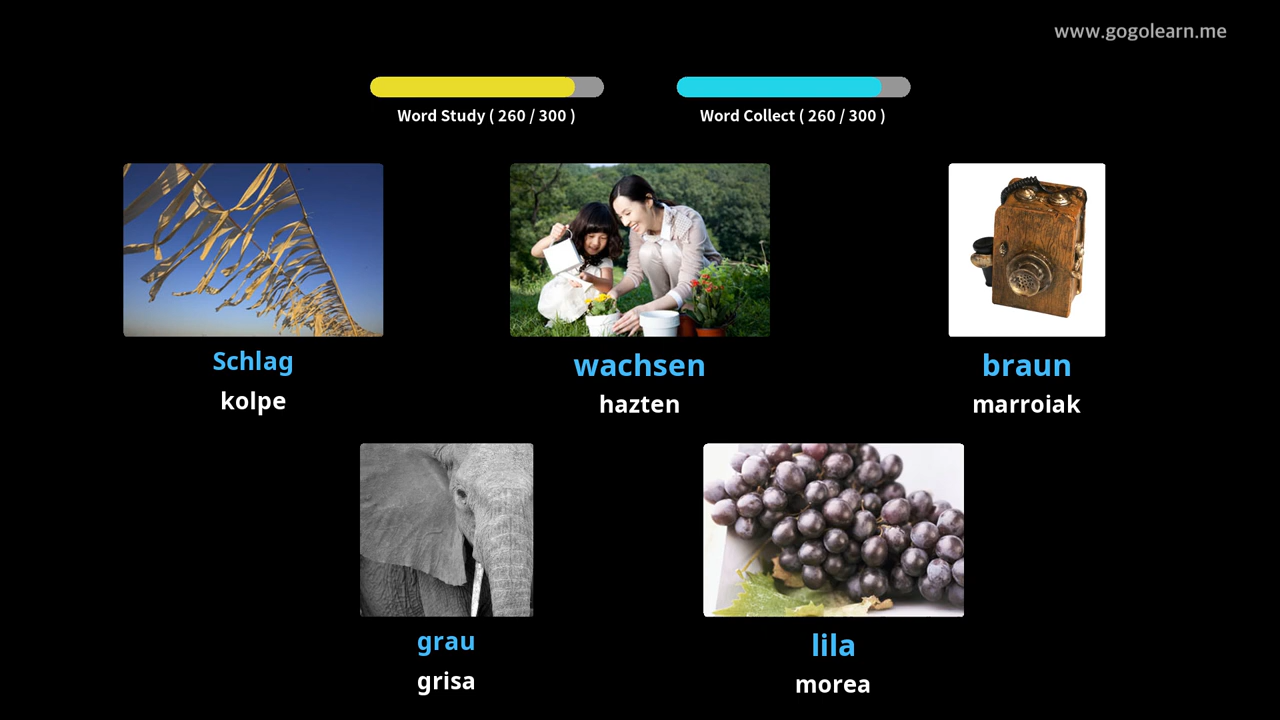 www.gogolearn.me
Word Study ( 260 / 300 )
Word Collect ( 260 / 300 )
Schlag
kolpe
wachsen
hazten
braun
marroiak
grau
grisa
lila
morea